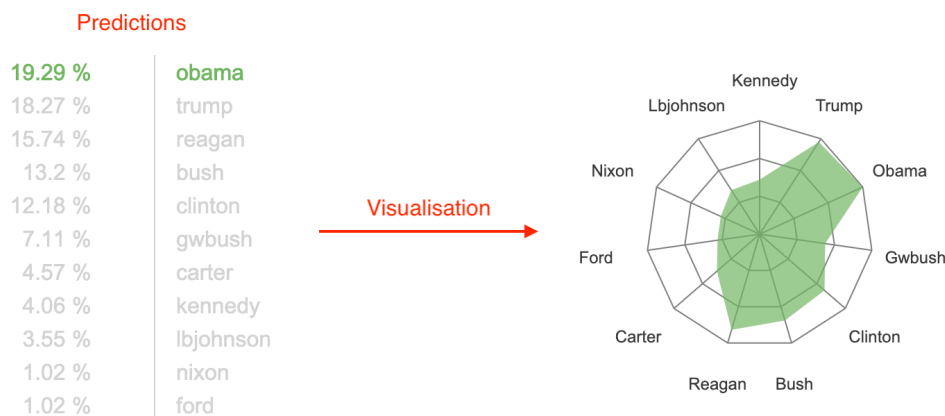 Predictions
19.29 % obama
18.27 % trump
15.74 % reagan
13.2 % bush
12.18 % clinton
7.11 % gwbush
4.57 % carter
4.06 % kennedy
3.55 % lbjohnson
1.02 % nixon
1.02 % ford
Visualisation
Kennedy
Lbjohnson
Trump
Nixon
Obama
Ford
Gwbush
Carter
Clinton
Reagan
Bush